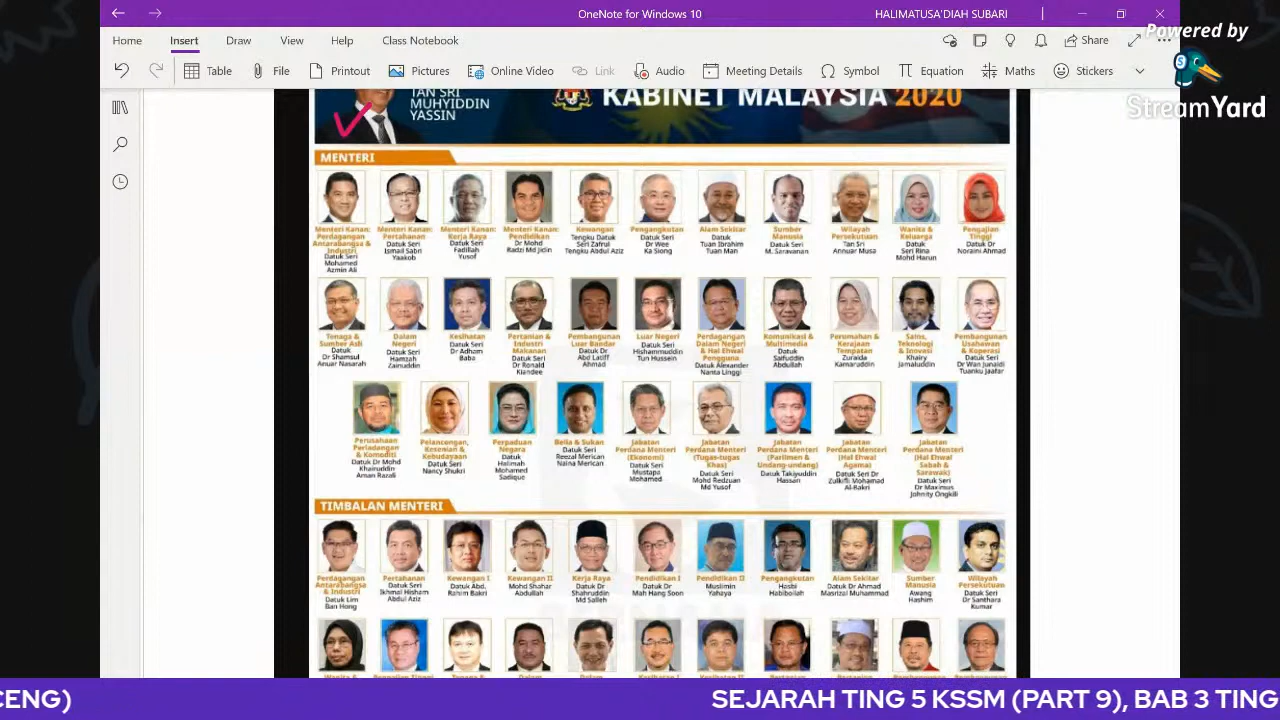 OneNote for Windows 10
HALIMATUSA'DIAH SUBARI
Powered by
StreamYard
Home
Insert
Draw
View
Help
Class Notebook
Share
Table
File
Printout
Pictures
Online Video
Link
Audio
Meeting Details
Symbol
Equation
Maths
Stickers
TAN SRI
MUHYIDDIN
YASSIN
KABINET MALAYSIA 2020
MENTERI
Menteri Kanan:
Perdagangan
Antarabangsa &
Industri
Datuk Seri
Mohamed
Azmin Ali
Menteri Kanan:
Pertahanan
Datuk Seri
Ismail Sabri
Yaakob
Menteri Kanan:
Kerja Raya
Datuk Seri
Fadillah
Yusof
Menteri Kanan:
Pendidikan
Dr Mohd
Radzi Md Jidin
Kewangan
Tengku Datuk
Seri Zafrul
Tengku Abdul Aziz
Pengangkutan
Datuk Seri
Dr Wee
Ka Siong
Alam Sekitar
Datuk
Tuan Ibrahim
Tuan Man
Sumber
Manusia
Datuk Seri
M. Saravanan
Wilayah
Persekutuan
Tan Sri
Annuar Musa
Wanita &
Keluarga
Datuk
Seri Rina
Mohd Harun
Pengajian
Tinggi
Datuk Dr
Noraini Ahmad
Tenaga &
Sumber Asli
Datuk
Dr Shamsul
Anuar Nasarah
Dalam
Negeri
Datuk Seri
Hamzah
Zainuddin
Kesihatan
Datuk Seri
Dr Adham
Baba
Pertanian &
Industri
Makanan
Datuk Seri
Dr Ronald
Kiandee
Pembangunan
Luar Bandar
Datuk Dr
Abd Latiff
Ahmad
Luar Negeri
Datuk Seri
Hishammuddin
Tun Hussein
Perdagangan
Dalam Negeri
& Hal Ehwal
Pengguna
Datuk Alexander
Nanta Linggi
Komunikasi &
Multimedia
Datuk
Saifuddin
Abdullah
Perumahan &
Kerajaan
Tempatan
Zuraida
Kamaruddin
Sains,
Teknologi
& Inovasi
Khairy
Jamaluddin
Pembangunan
Usahawan
& Koperasi
Datuk Seri
Dr Wan Junaidi
Tuanku Jaafar
Perusahaan
Perladangan
& Komoditi
Datuk Dr Mohd
Khairuddin
Aman Razali
Pelancongan,
Kesenian &
Kebudayaan
Datuk Seri
Nancy Shukri
Perpaduan
Negara
Datuk
Halimah
Mohamed
Sadique
Belia & Sukan
Datuk Seri
Reezal Merican
Naina Merican
Jabatan
Perdana Menteri
(Ekonomi)
Datuk Seri
Mustapa
Mohamed
Jabatan
Perdana Menteri
(Tugas-tugas
Khas)
Datuk Seri
Mohd Redzuan
Md Yusof
Jabatan
Perdana Menteri
(Parlimen &
Undang-undang)
Datuk Takiyuddin
Hassan
Jabatan
Perdana Menteri
(Hal Ehwal
Agama)
Datuk Seri Dr
Zulkifli Mohamad
Al-Bakri
Jabatan
Perdana Menteri
(Hal Ehwal
Sabah &
Sarawak)
Datuk Seri
Dr Maximus
Johnity Ongkili
TIMBALAN MENTERI
Perdagangan
Antarabangsa
& Industri
Datuk Lim
Ban Hong
Pertahanan
Datuk Seri
Ikhmal Hisham
Abdul Aziz
Kewangan I
Datuk Abd.
Rahim Bakri
Kewangan II
Mohd Shahar
Abdullah
Kerja Raya
Datuk Dr
Shahruddin
Md Salleh
Pendidikan I
Datuk Dr
Mah Hang Soon
Pendidikan II
Muslimin
Yahaya
Pengangkutan
Hasbi
Habibollah
Alam Sekitar
Datuk Dr Ahmad
Masrizal Muhammad
Sumber
Manusia
Awang
Hashim
Wilayah
Persekutuan
Datuk Seri
Dr Santhara
Kumar
CENG)
SEJARAH TING 5 KSSM (PART 9), BAB 3 TING